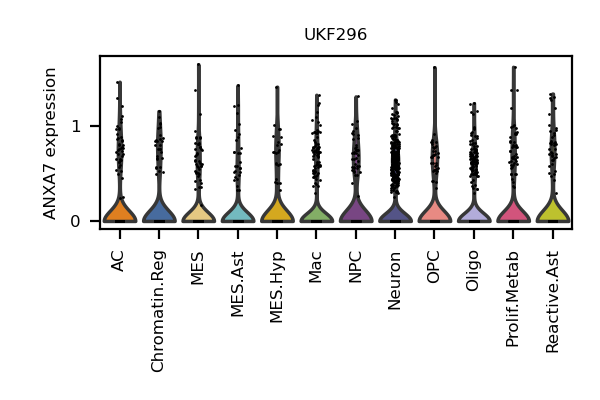 UKF296
ANXA7 expression
1
0
AC
Chromatin.Reg
MES
MES.Ast
MES.Hyp
Mac
NPC
Neuron
OPC
Oligo
Prolif.Metab
Reactive.Ast